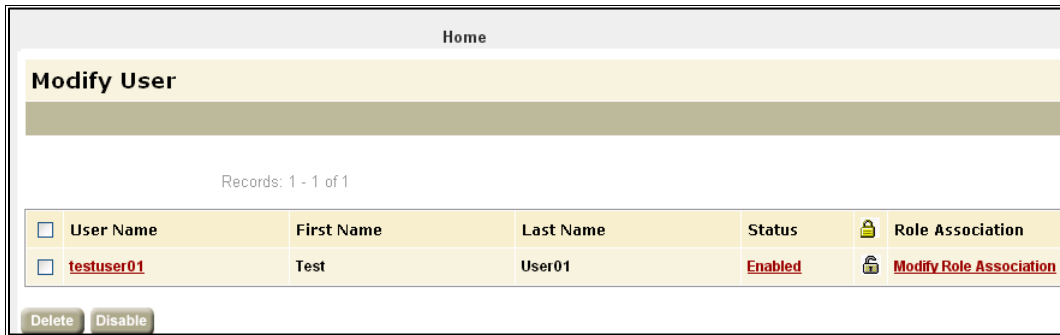 Home
Modify User
Records: 1 - 1 of 1
User Name First Name Last Name Status Role Association
testuser01 Test User01 Enabled Modify Role Association
Delete Disable